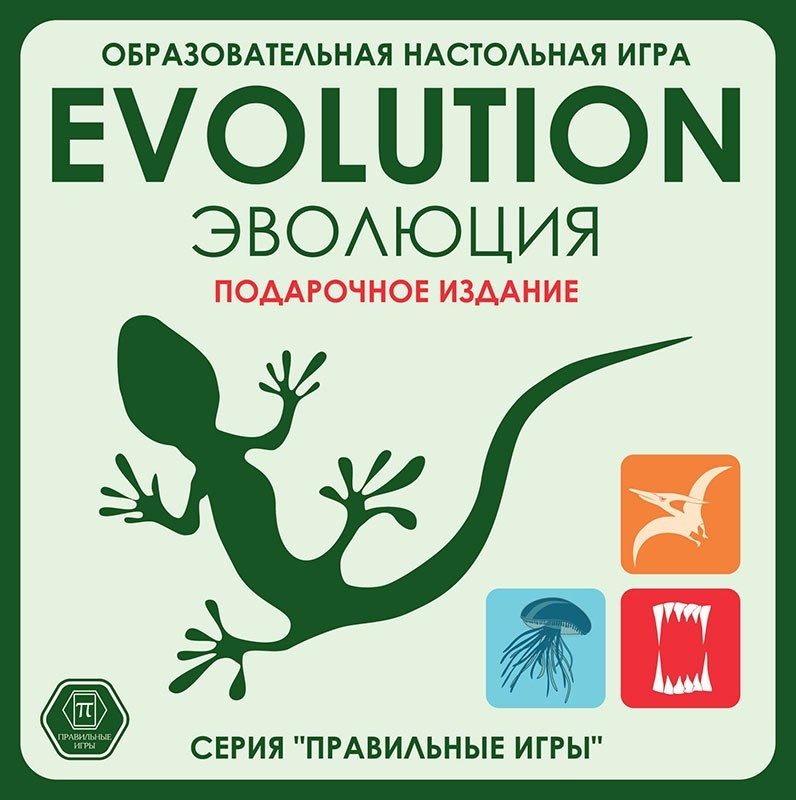 ОБРАЗОВАТЕЛЬНАЯ НАСТОЛЬНАЯ ИГРА
EVOLUTION
ЭВОЛЮЦИЯ
ПОДАРОЧНОЕ ИЗДАНИЕ
π
ПРАВИЛЬНЫЕ
ИГРЫ
СЕРИЯ "ПРАВИЛЬНЫЕ ИГРЫ"